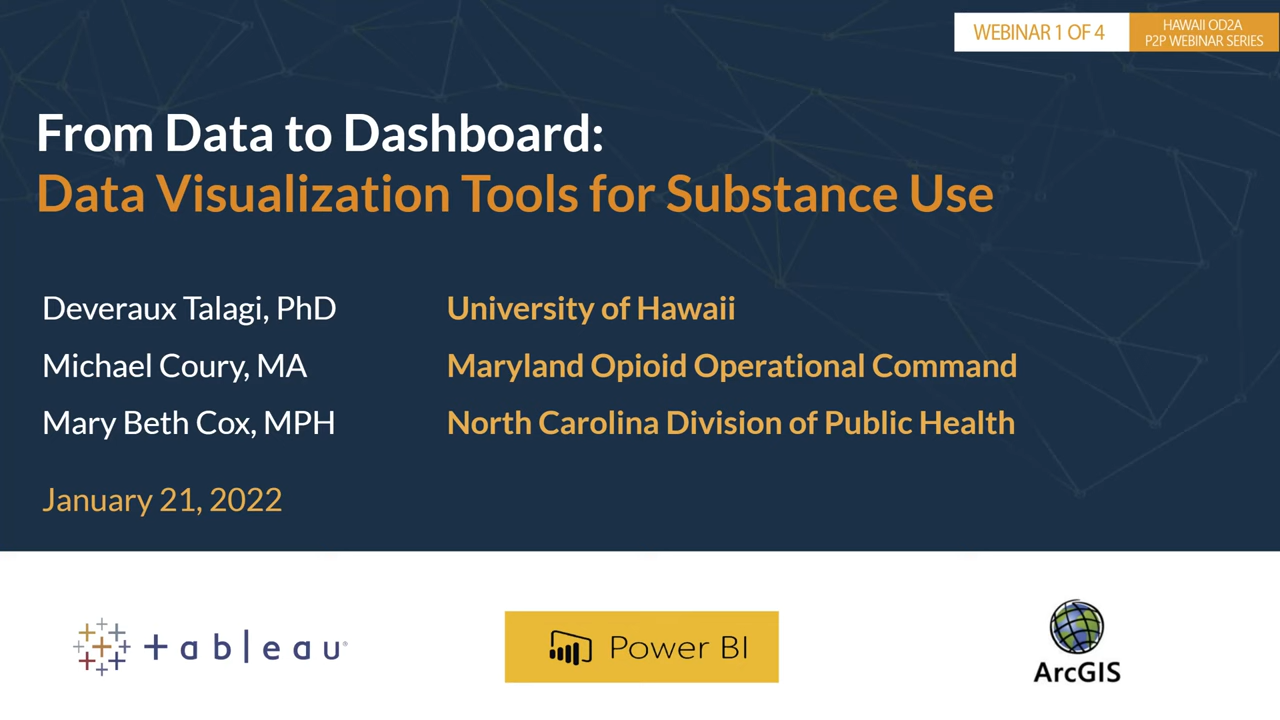 WEBINAR 1 OF 4
HAWAII OD2A
P2P WEBINAR SERIES
From Data to Dashboard:
Data Visualization Tools for Substance Use
Deveraux Talagi, PhD University of Hawaii
Michael Coury, MA Maryland Opioid Operational Command
Mary Beth Cox, MPH North Carolina Division of Public Health
January 21, 2022
+ableau®
Power BI
ArcGIS